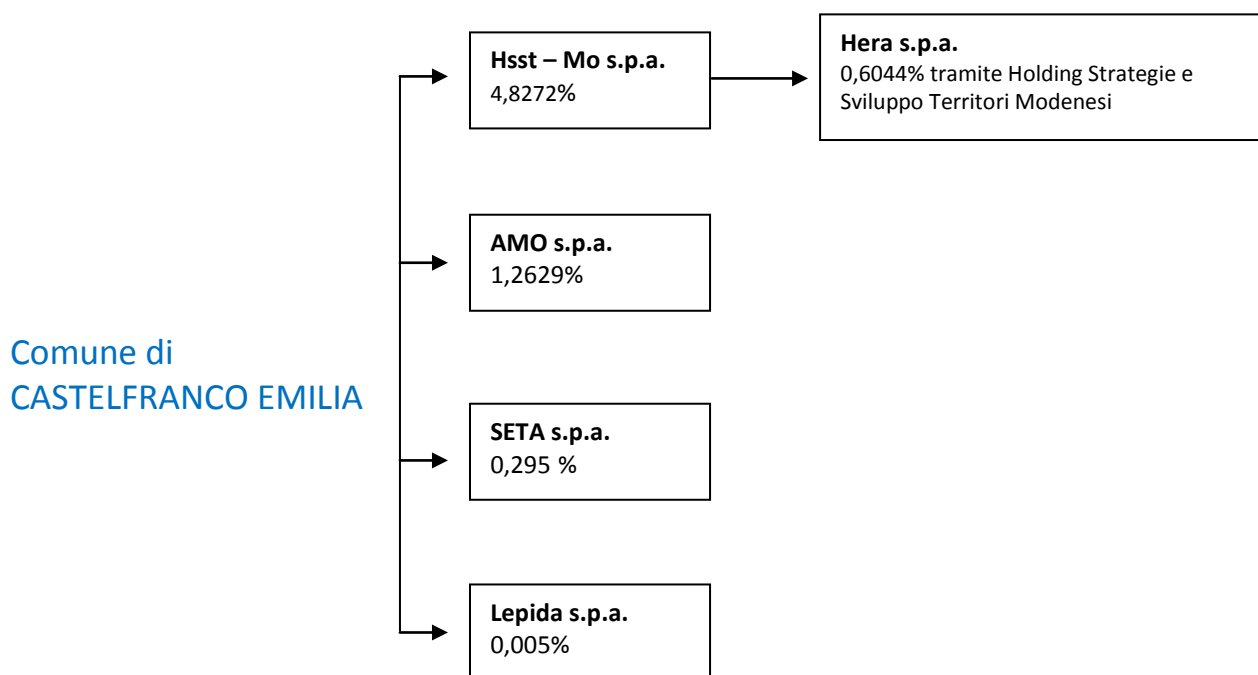 Hsst – Mo s.p.a.
4,8272%
Hera s.p.a.
0,6044% tramite Holding Strategie e
Sviluppo Territori Modenesi
AMO s.p.a.
1,2629%
Comune di
CASTELFRANCO EMILIA
SETA s.p.a.
0,295 %
Lepida s.p.a.
0,005%